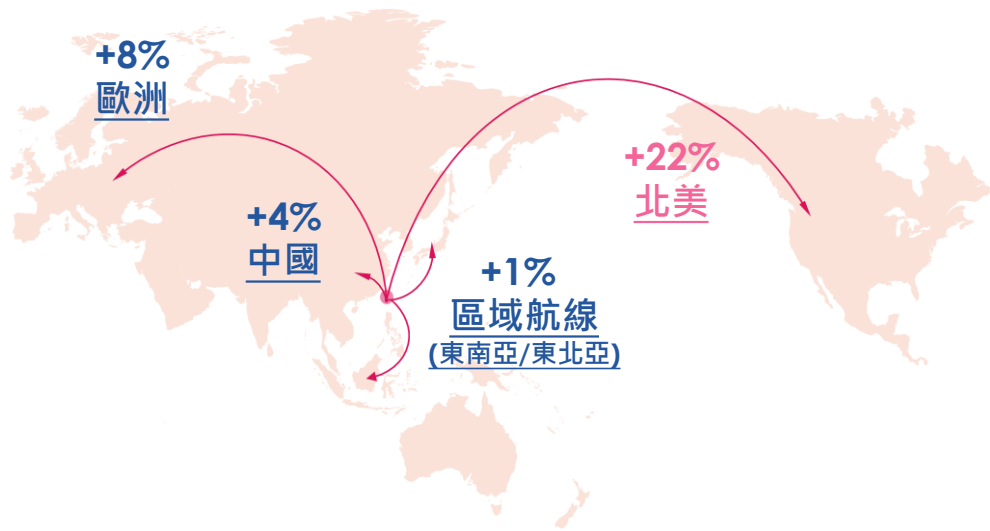 +8%
歐洲
+22%
北美
+4%
中國
+1%
區域航線
(東南亞/東北亞)